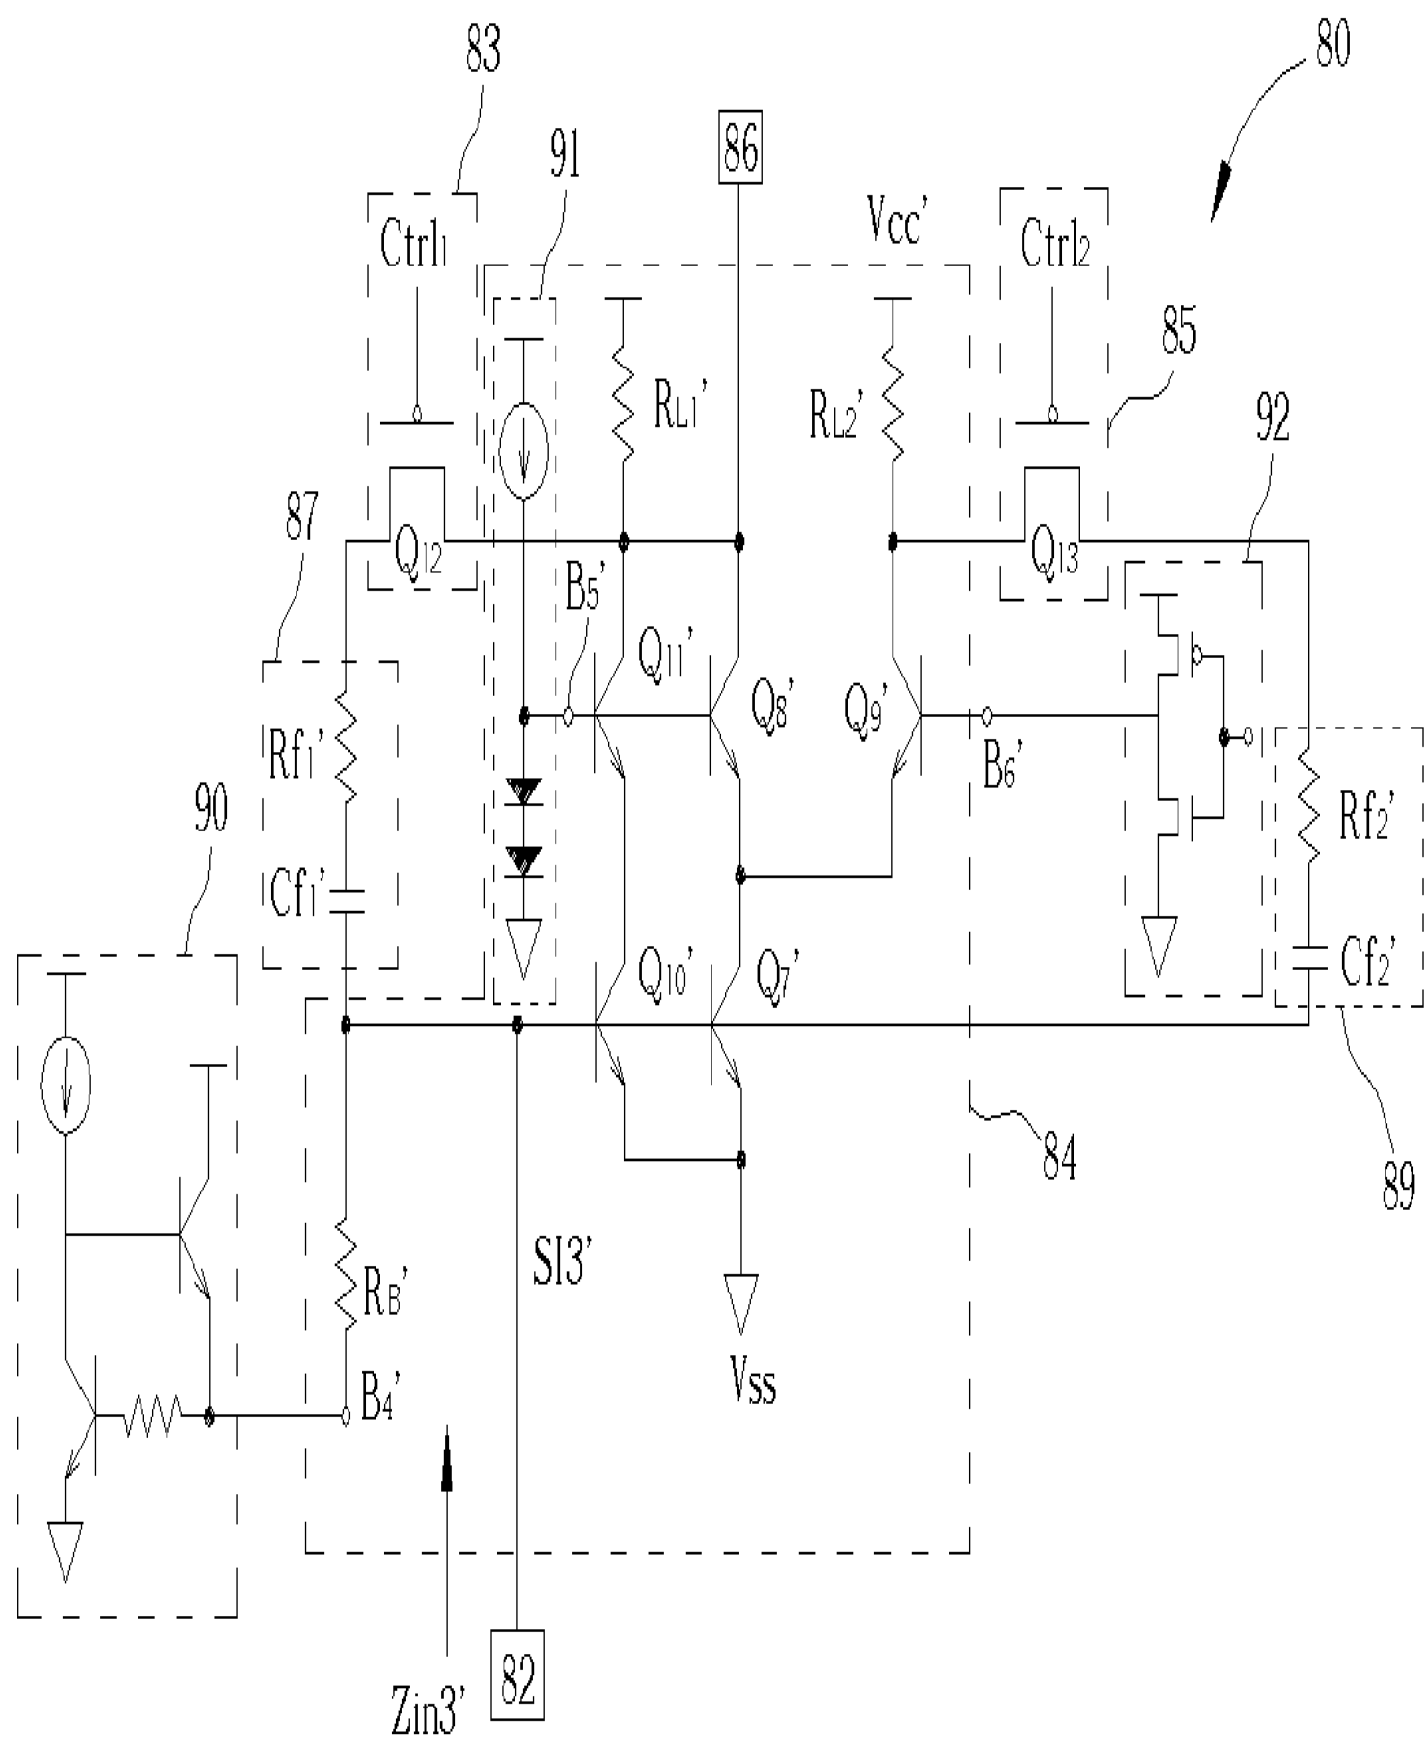 83
80
91
86
Vcc'
Ctrl1
Ctrl2
85
RL1'
RL2'
92
87
Q12
Q13
B5'
Q11'
Q8'
Q9'
B6'
Rf1'
Rf2'
90
Cf1'
Cf2'
Q10'
Q7'
84
89
SI3'
RB'
Vss
B4'
82
Zin3'